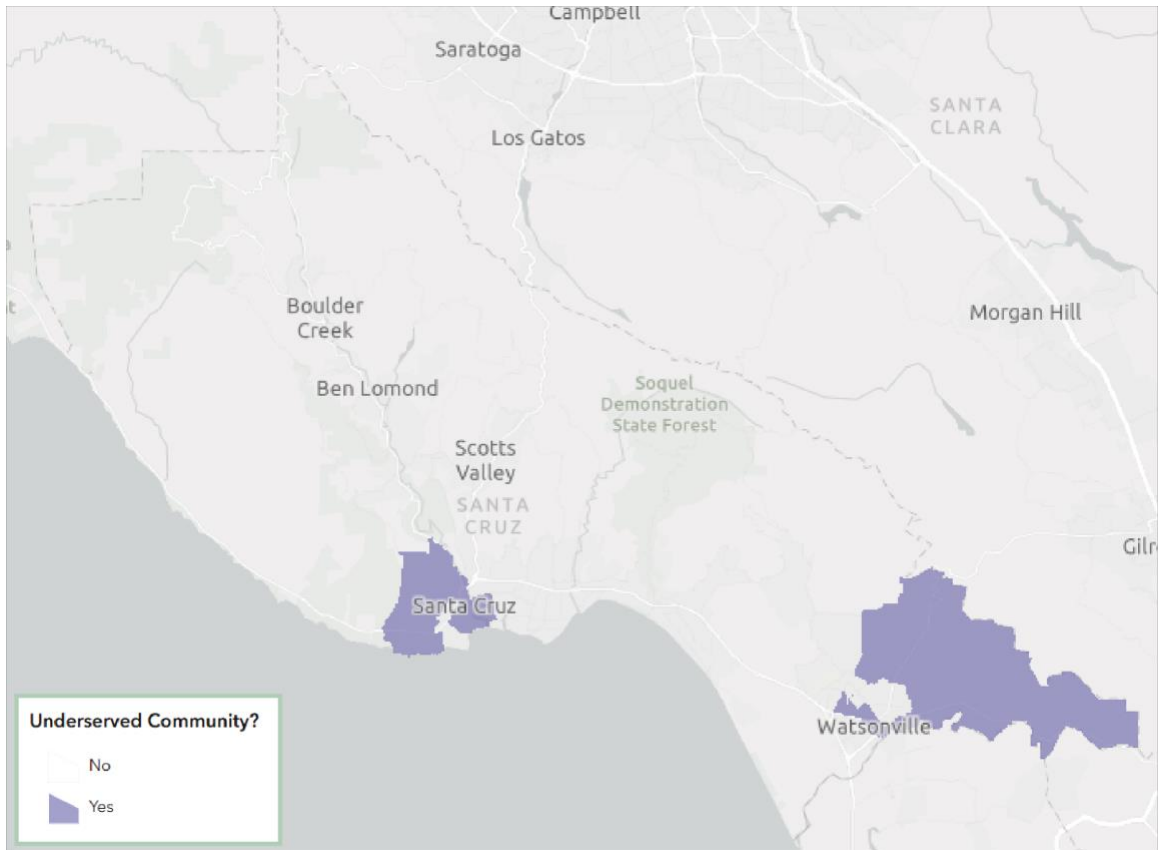 Campbell
Saratoga
SANTA
CLARA
Los Gatos
Boulder
Creek
Morgan Hill
Ben Lomond
Soquel
Demonstration
State Forest
Scotts
Valley
SANTA
CRUZ
Gilr
Santa Cruz
Watsonville
Underserved Community?
No
Yes